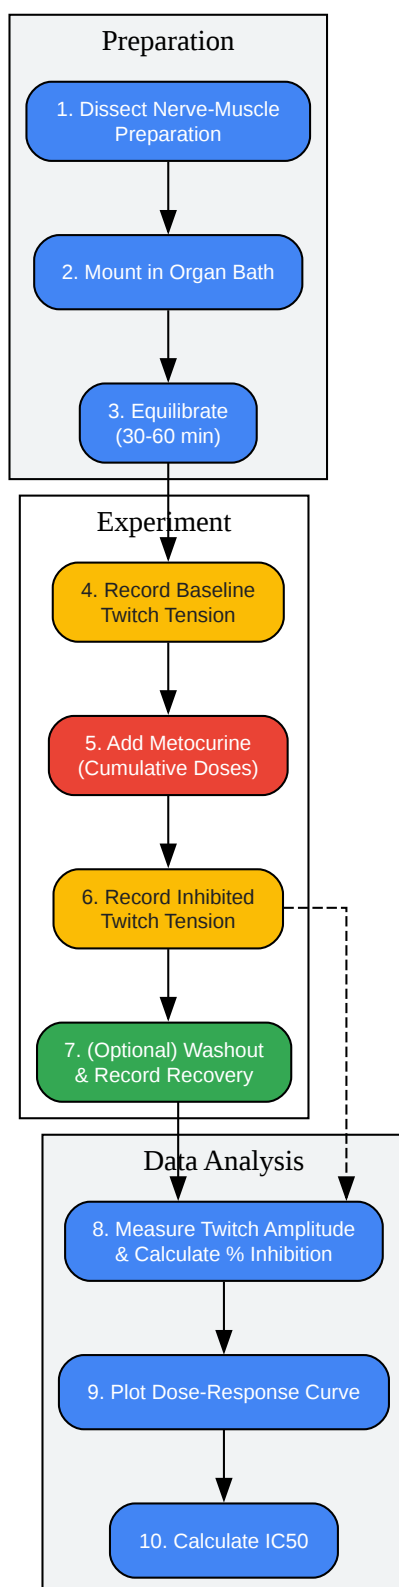 Preparation
1. Dissect Nerve-Muscle
Preparation
2. Mount in Organ Bath
3. Equilibrate
(30-60 min)
Experiment
4. Record Baseline
Twitch Tension
5. Add Metocurine
(Cumulative Doses)
6. Record Inhibited
Twitch Tension
7. (Optional) Washout
& Record Recovery
Data Analysis
8. Measure Twitch Amplitude
& Calculate % Inhibition
9. Plot Dose-Response Curve
10. Calculate IC50